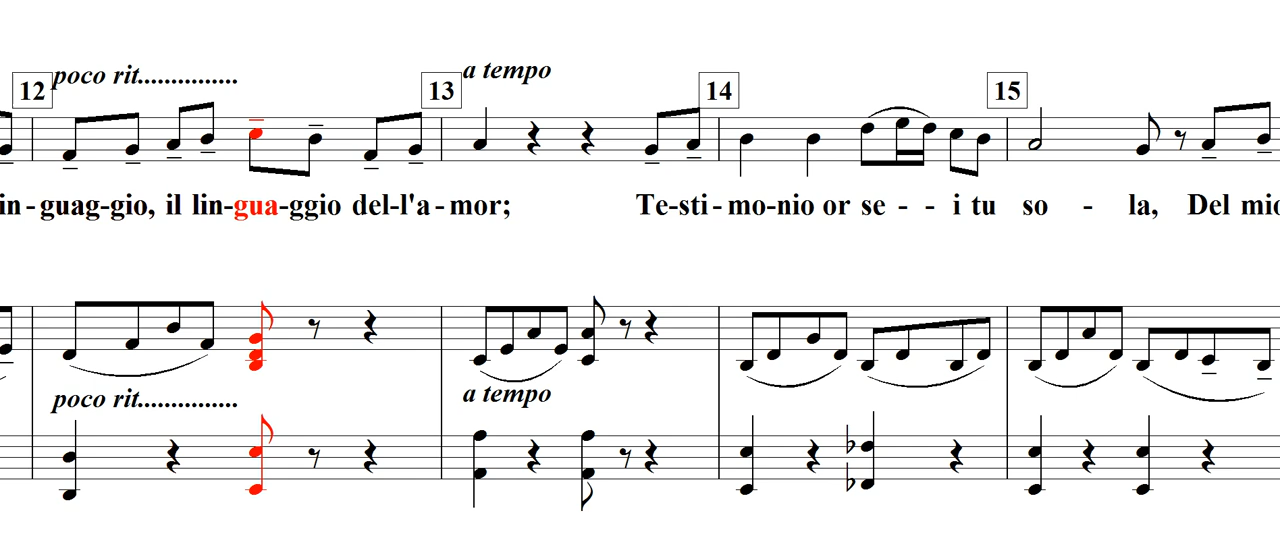 poco rit............... a tempo
12 13 14 15
in-guag-gio, il lin-gua-ggio del-l'a-mor; Te-sti-mo-nio or se - - i tu so - la, Del mio
poco rit............... a tempo